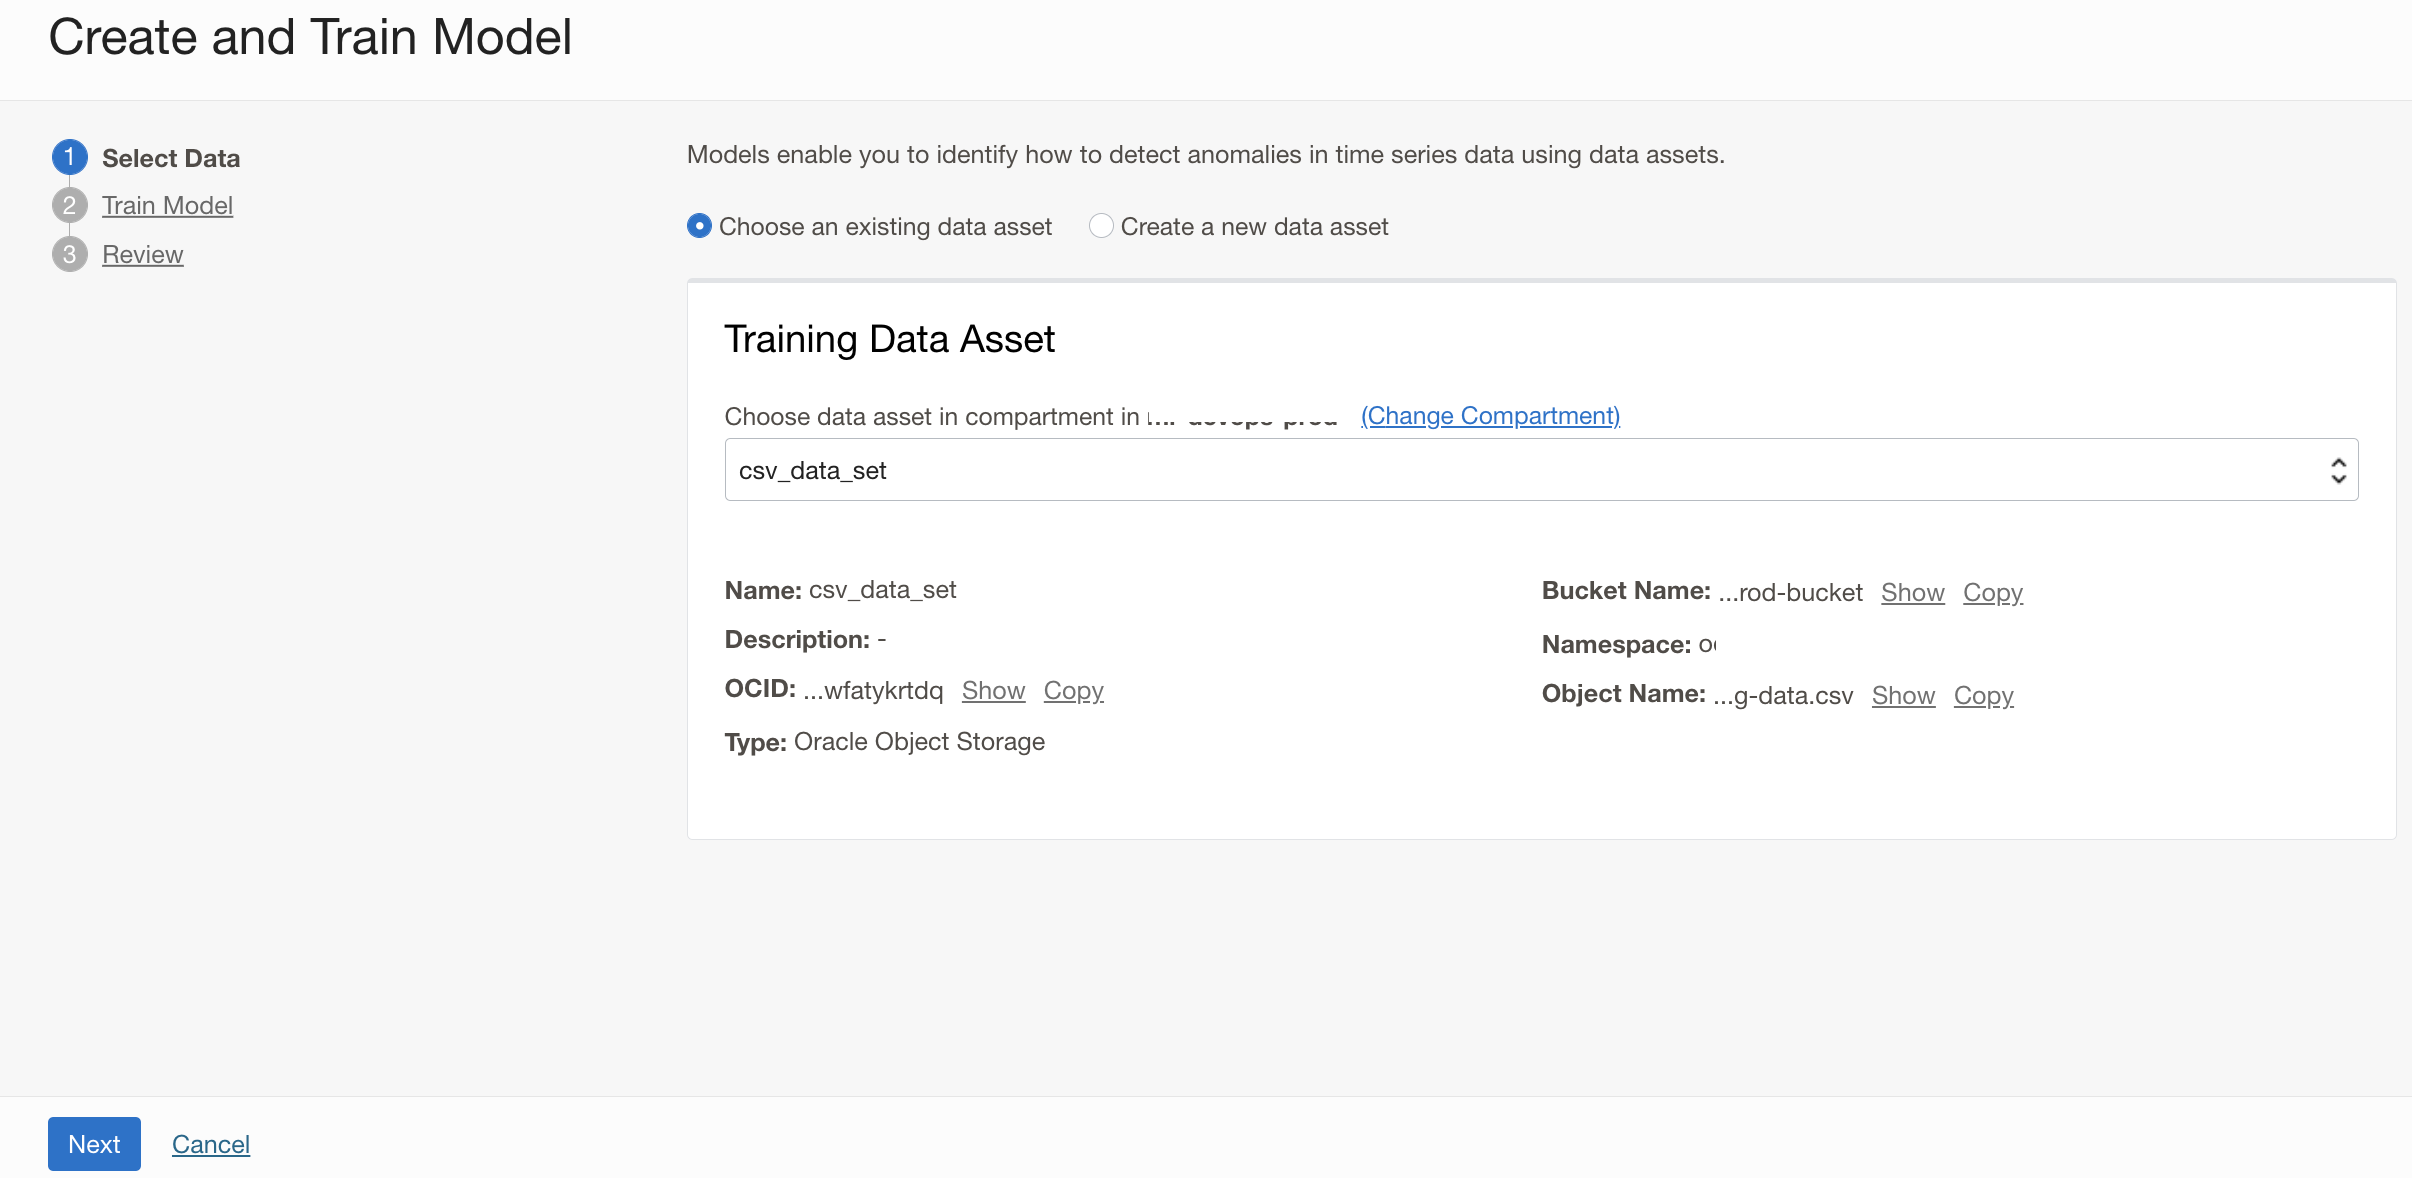 Create and Train Model
1 Select Data
2 Train Model
3 Review
Models enable you to identify how to detect anomalies in time series data using data assets.
Choose an existing data asset Create a new data asset
Training Data Asset
Choose data asset in compartment in (Change Compartment)
csv_data_set
Name: csv_data_set
Description: -
OCID: ...wfatykrtdq Show Copy
Type: Oracle Object Storage
Bucket Name: ...rod-bucket Show Copy
Namespace:
Object Name: ...g-data.csv Show Copy
Next Cancel